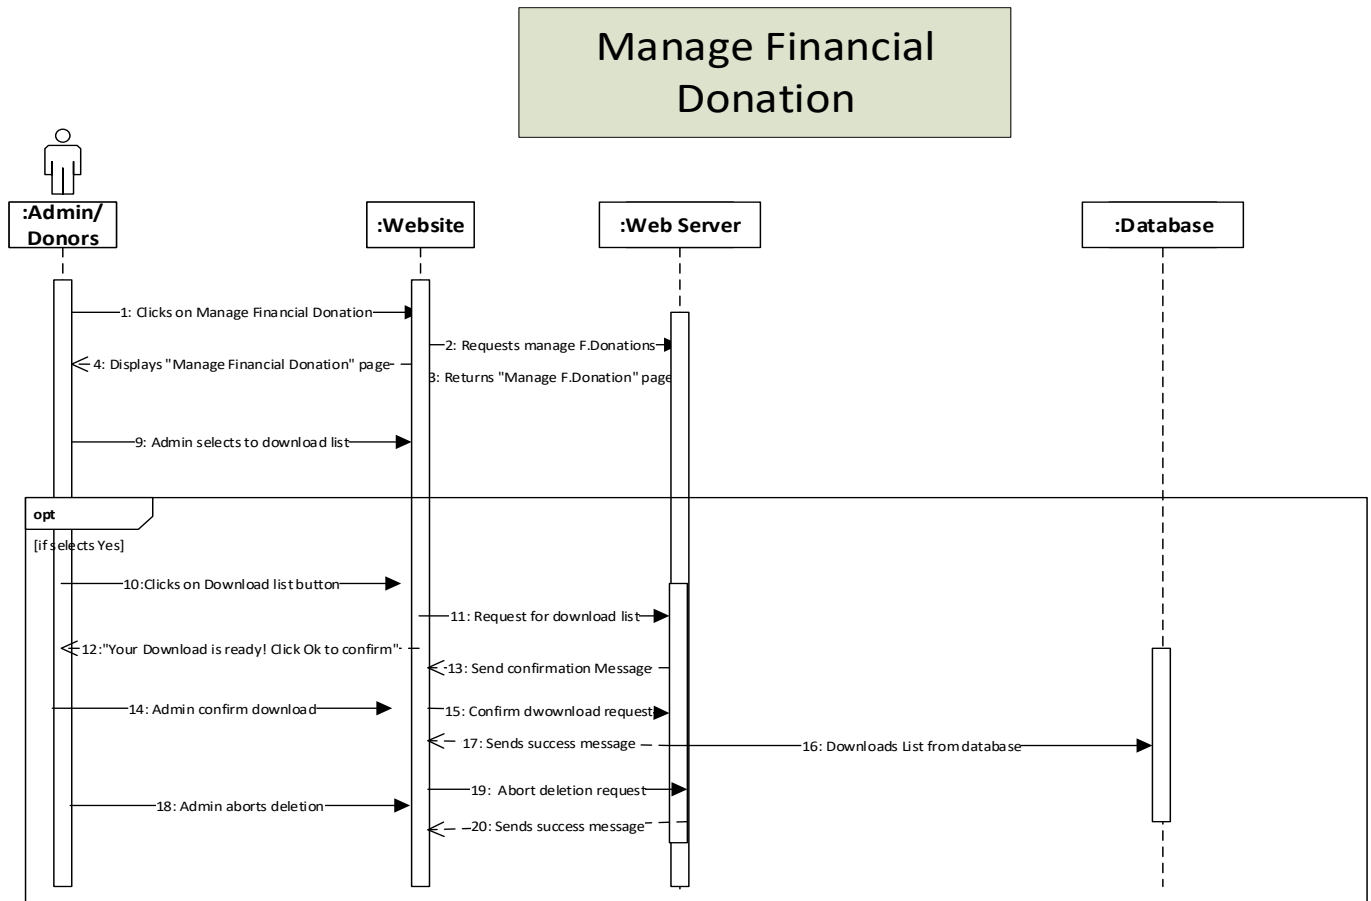 Manage Financial
Donation
:Admin/
Donors
:Website
:Web Server
:Database
1: Clicks on Manage Financial Donation
2: Requests manage F.Donations
4: Displays "Manage Financial Donation" page
3: Returns "Manage F.Donation" page
9: Admin selects to download list
opt
[if selects Yes]
10:Clicks on Download list button
11: Request for download list
12:"Your Download is ready! Click Ok to confirm"
13: Send confirmation Message
14: Admin confirm download
15: Confirm dwownload request
17: Sends success message
16: Downloads List from database
19: Abort deletion request
18: Admin aborts deletion
20: Sends success message